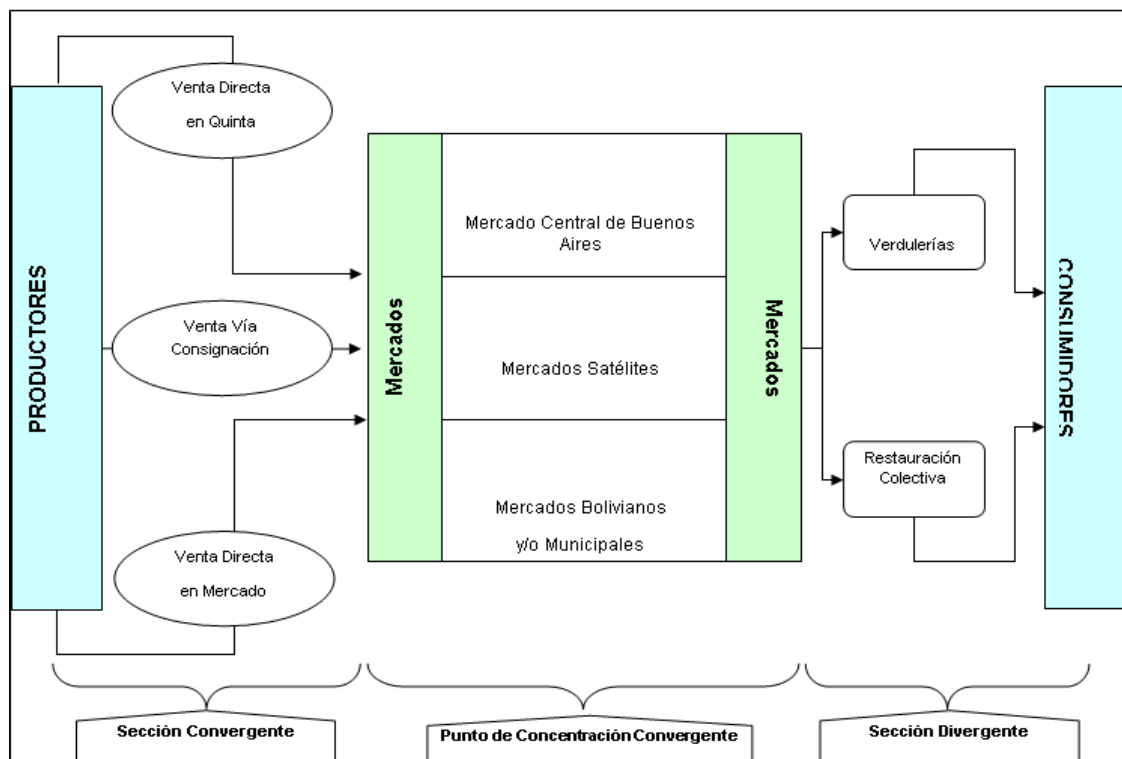 PRODUCTORES
Venta Directa
en Quinta
Venta Vía
Consignación
Venta Directa
en Mercado
Mercados
Mercado Central de Buenos
Aires
Mercados Satélites
Mercados Bolivianos
y/o Municipales
Mercados
Verdulerías
Restauración
Colectiva
CONSUMIDORES
Sección Convergente
Punto de Concentración Convergente
Sección Divergente